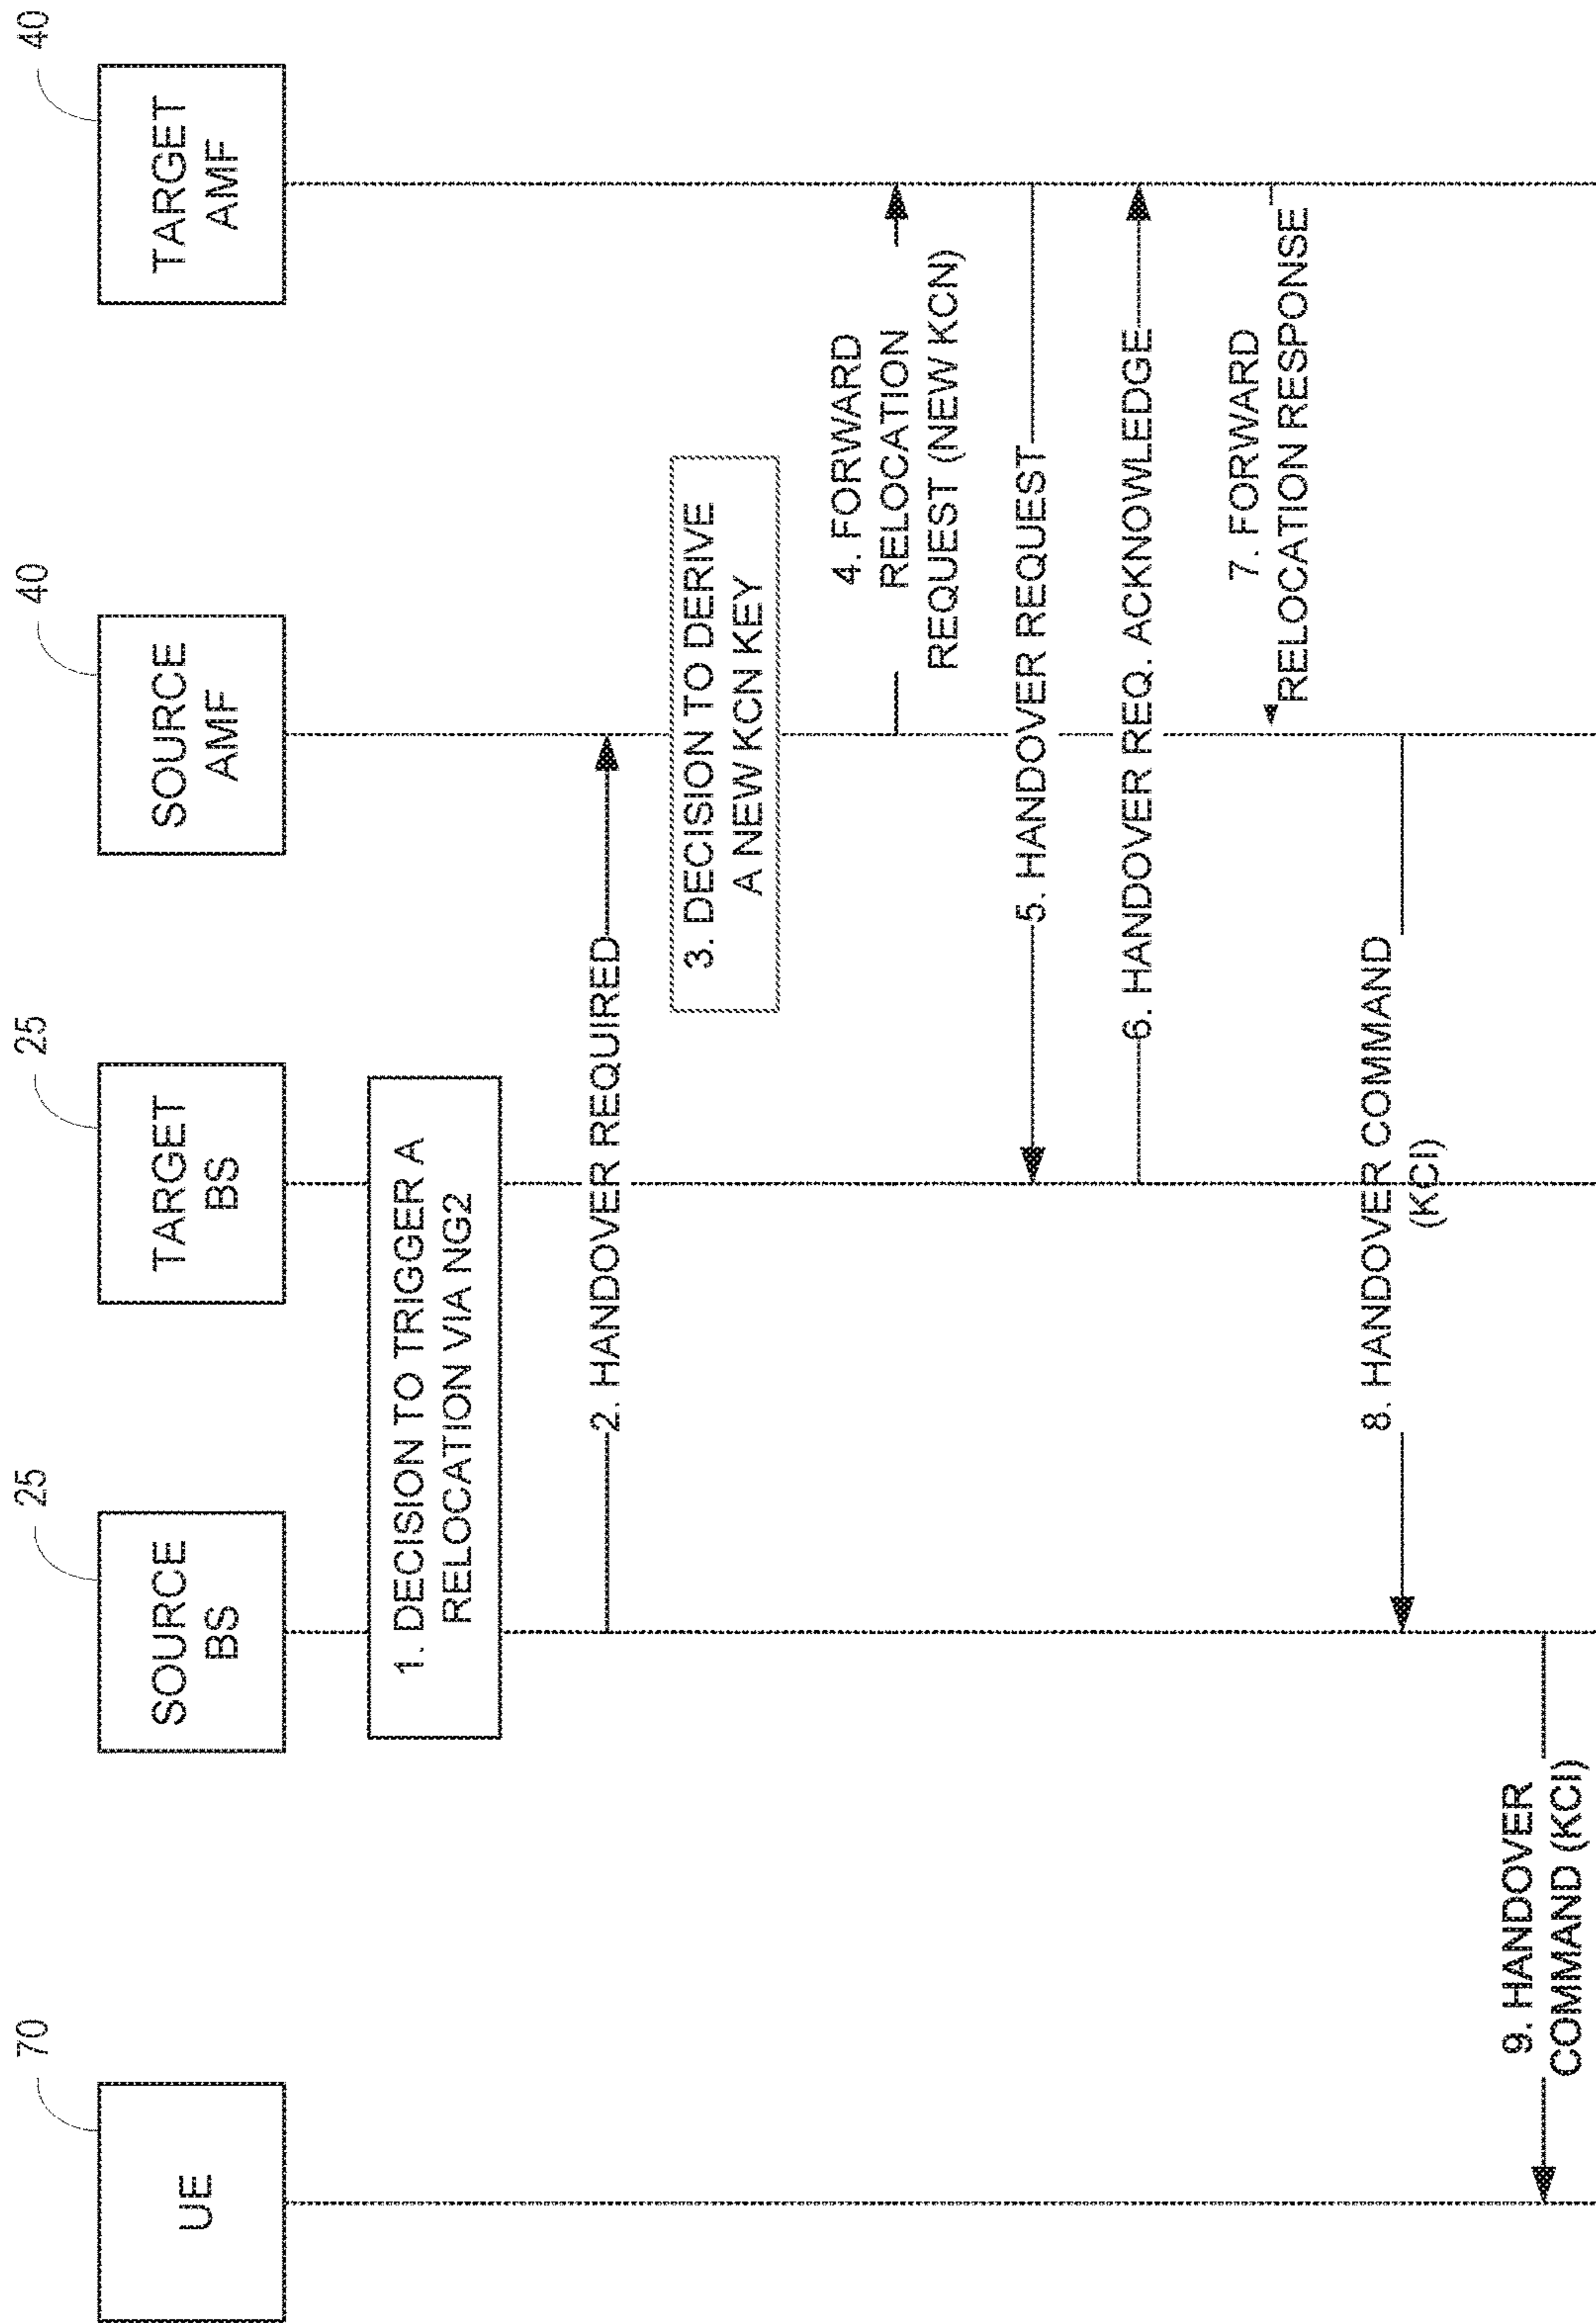 70
25
25
40
40
UE
SOURCE
BS
TARGET
BS
SOURCE
AMF
TARGET
AMF
1. DECISION TO TRIGGER A
RELOCATION VIA NG2
2. HANDOVER REQUIRED
3. DECISION TO DERIVE
A NEW KCN KEY
4. FORWARD
RELOCATION
REQUEST (NEW KCN)
5. HANDOVER REQUEST
6. HANDOVER REQ. ACKNOWLEDGE
7. FORWARD
RELOCATION RESPONSE
8. HANDOVER COMMAND
(KCI)
9. HANDOVER
COMMAND (KCI)